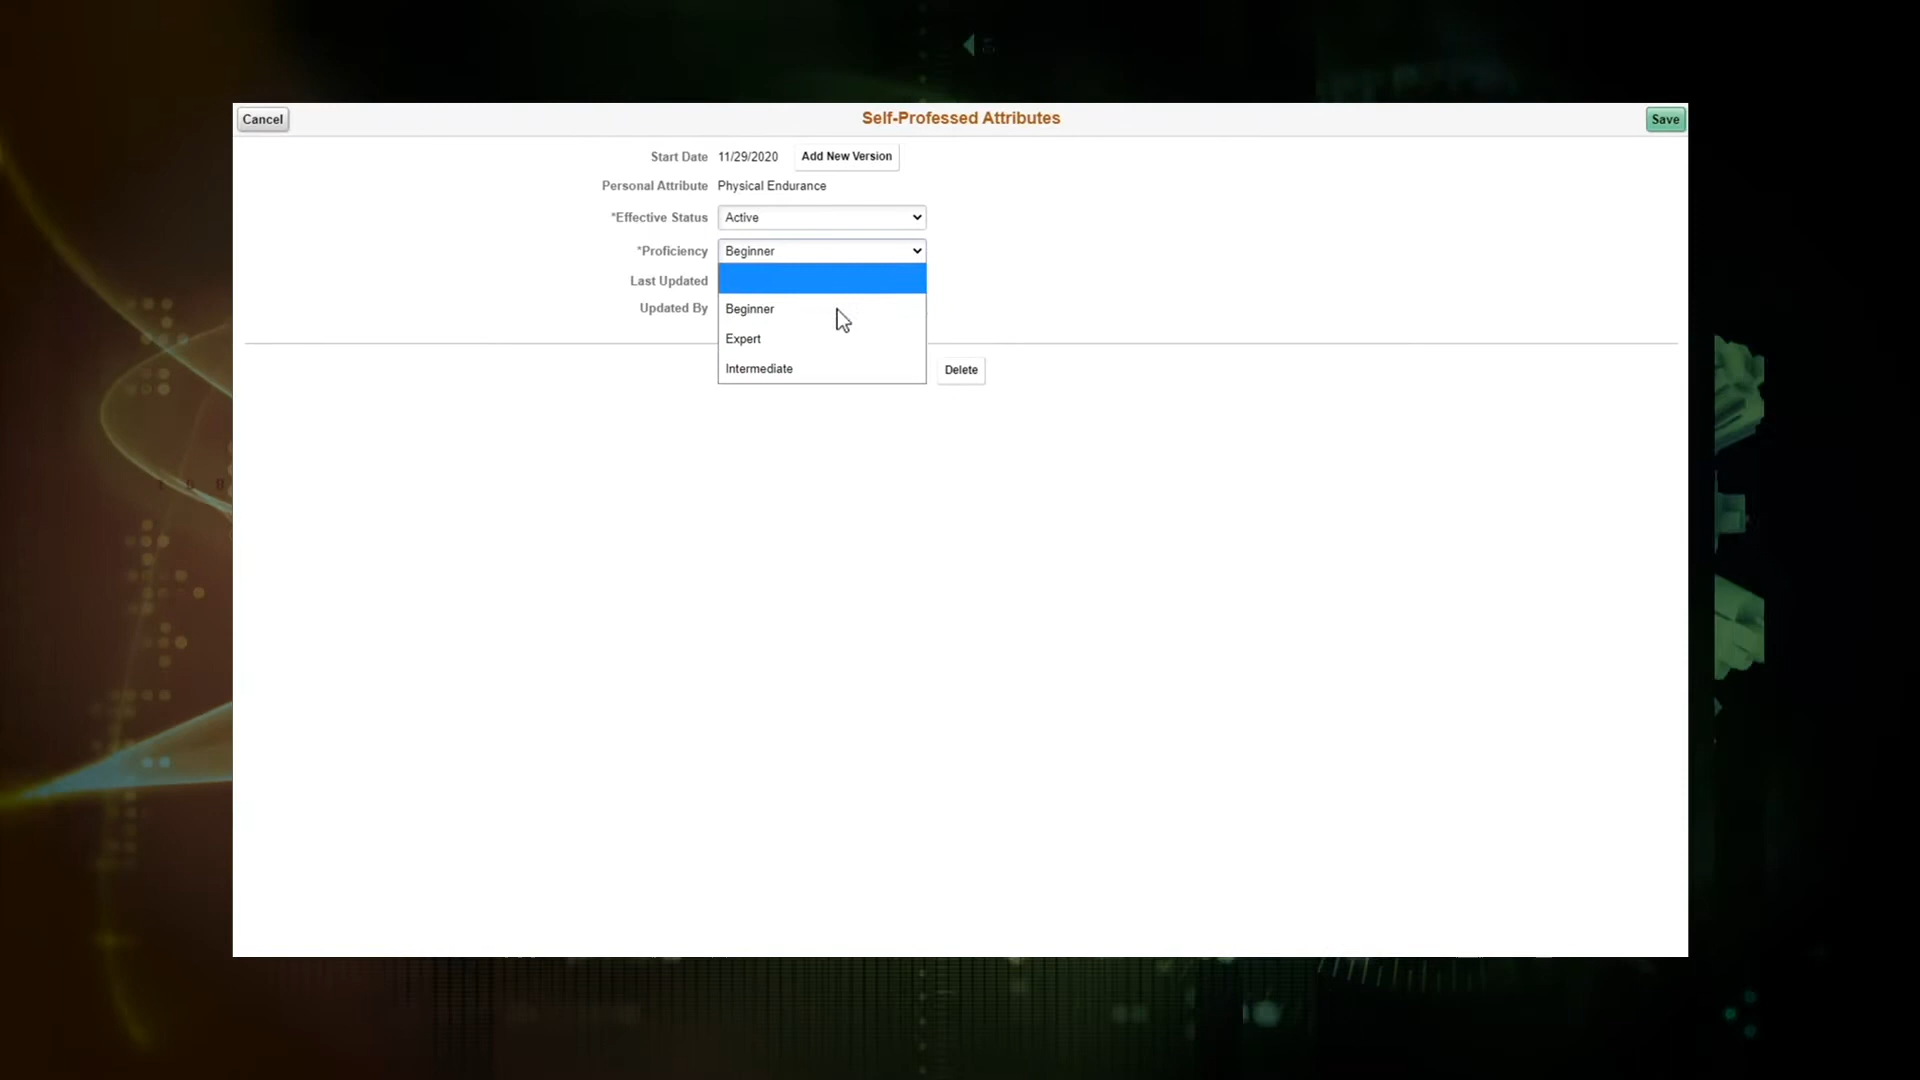 Cancel
Self-Professed Attributes
Save
Start Date 11/29/2020 Add New Version
Personal Attribute Physical Endurance
*Effective Status Active
*Proficiency Beginner
Last Updated
Updated By Beginner
Expert
Intermediate
Delete